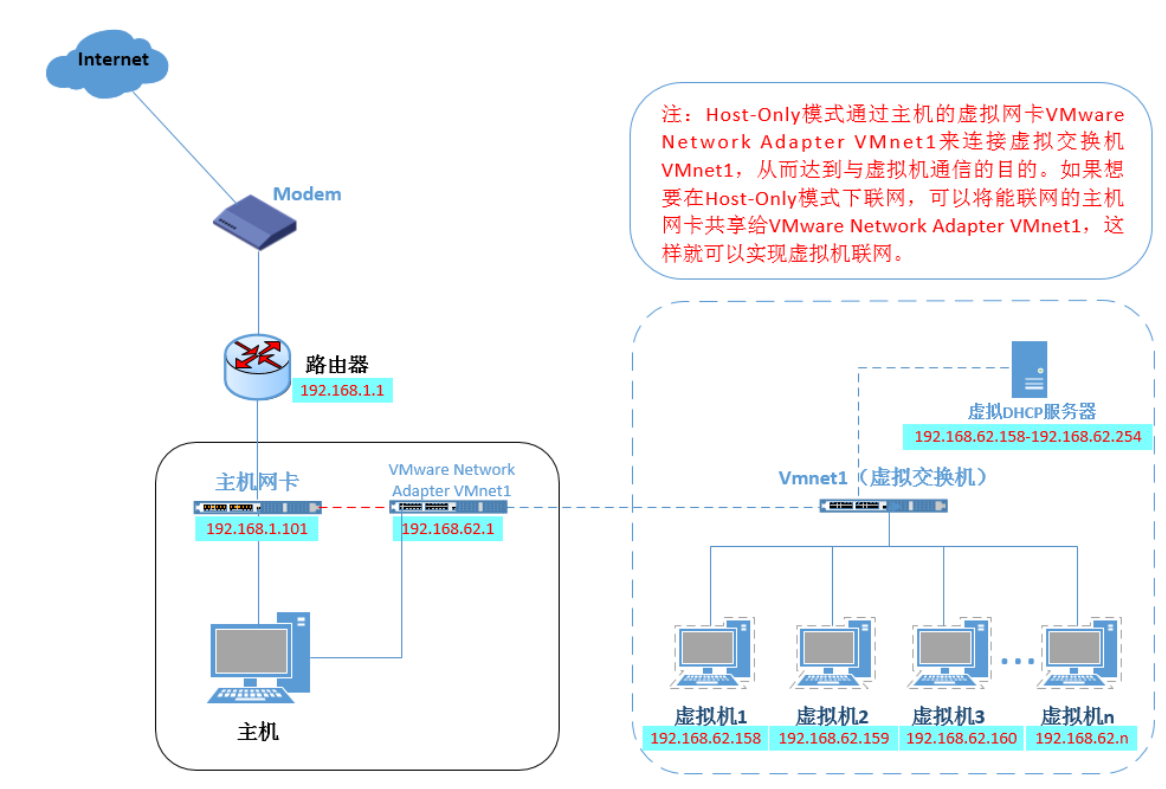 Internet
注：Host-Only模式通过主机的虚拟网卡VMware
Network Adapter VMnet1来连接虚拟交换机
VMnet1，从而达到与虚拟机通信的目的。如果想
要在Host-Only模式下联网，可以将能联网的主机
网卡共享给VMware Network Adapter VMnet1，这
样就可以实现虚拟机联网。
Modem
路由器
192.168.1.1
虚拟DHCP服务器
192.168.62.158-192.168.62.254
主机网卡
192.168.1.101
VMware Network
Adapter VMnet1
192.168.62.1
Vmnet1（虚拟交换机）
主机
虚拟机1
192.168.62.158
虚拟机2
192.168.62.159
虚拟机3
192.168.62.160
虚拟机n
192.168.62.n